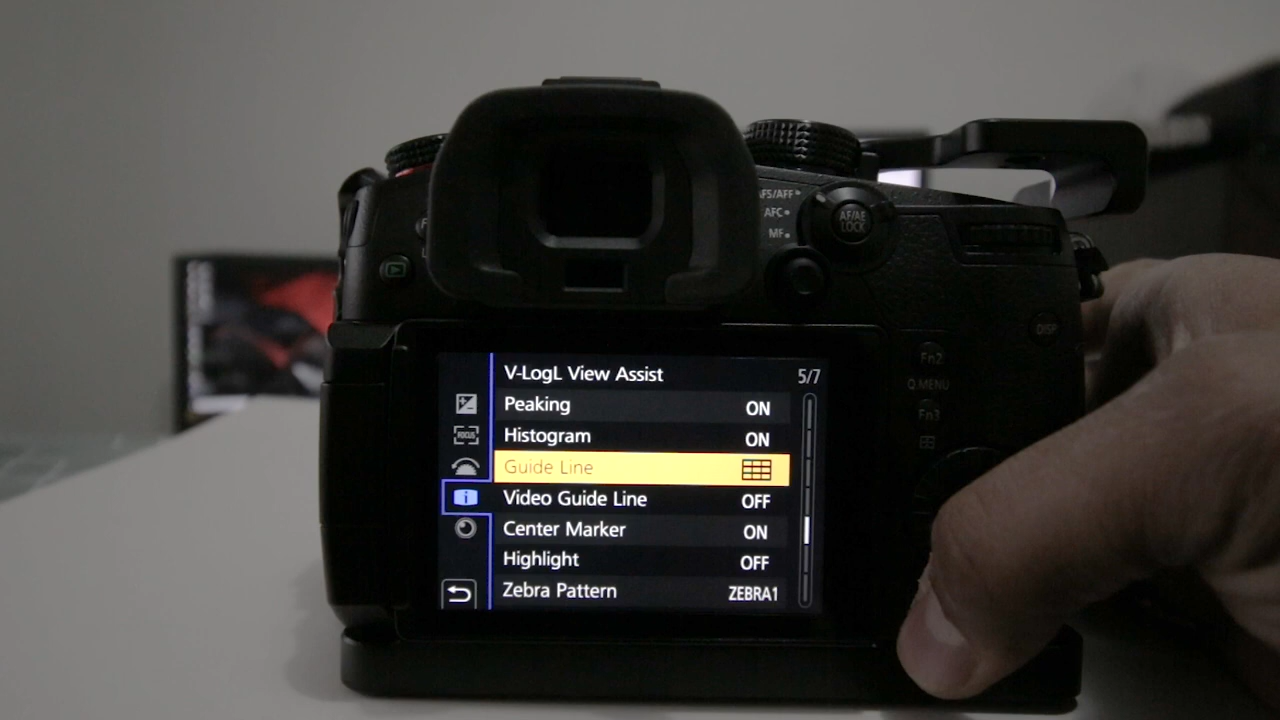 AFS/AFF
AFC
MF
AF/AE
LOCK
DISP
Fn2
Q.MENU
Fn3
V-LogL View Assist 5/7
Peaking ON
Histogram ON
FOCUS
Guide Line
Video Guide Line OFF
Center Marker ON
Highlight OFF
Zebra Pattern ZEBRA1